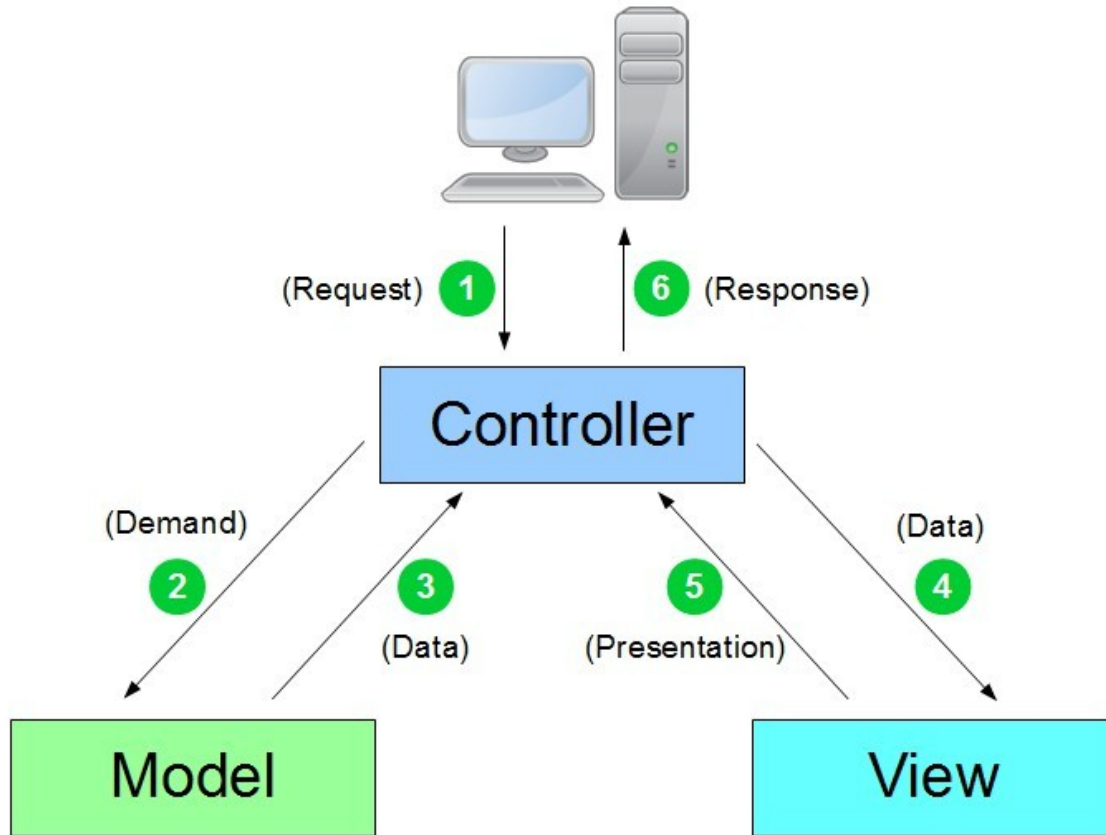 (Request) 1
6 (Response)
Controller
(Demand)
2
3
(Data)
(Data)
4
5
(Presentation)
Model
View